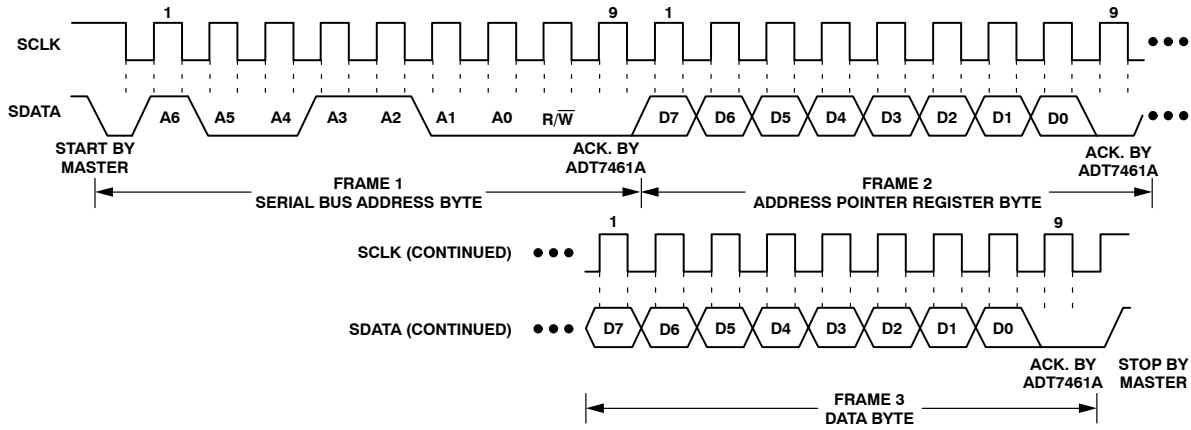 1 9 1 9
SCLK
SDATA A6 A5 A4 A3 A2 A1 A0 R/W̅ D7 D6 D5 D4 D3 D2 D1 D0
START BY
MASTER
ACK. BY
ADT7461A
ACK. BY
ADT7461A
FRAME 1
SERIAL BUS ADDRESS BYTE
FRAME 2
ADDRESS POINTER REGISTER BYTE
1 9
SCLK (CONTINUED)
SDATA (CONTINUED) D7 D6 D5 D4 D3 D2 D1 D0
ACK. BY
ADT7461A
STOP BY
MASTER
FRAME 3
DATA BYTE